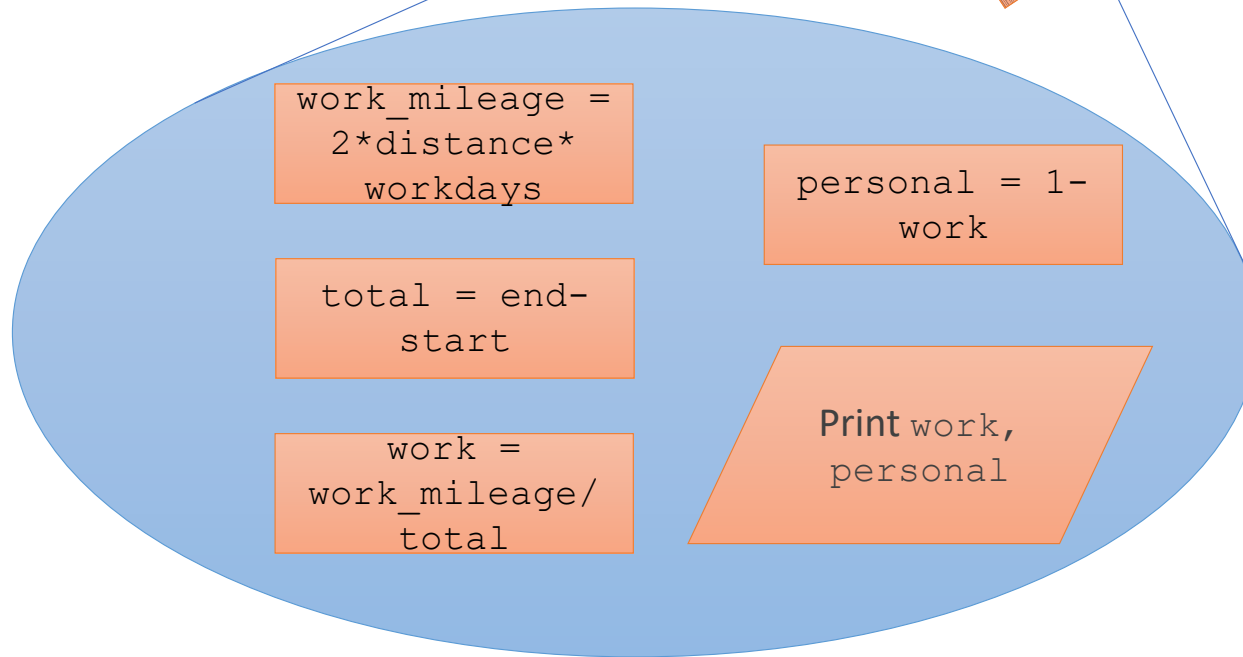 work_mileage =
2*distance*
workdays
total = end-
start
work =
work_mileage/
total
personal = 1-
work
Print work,
personal